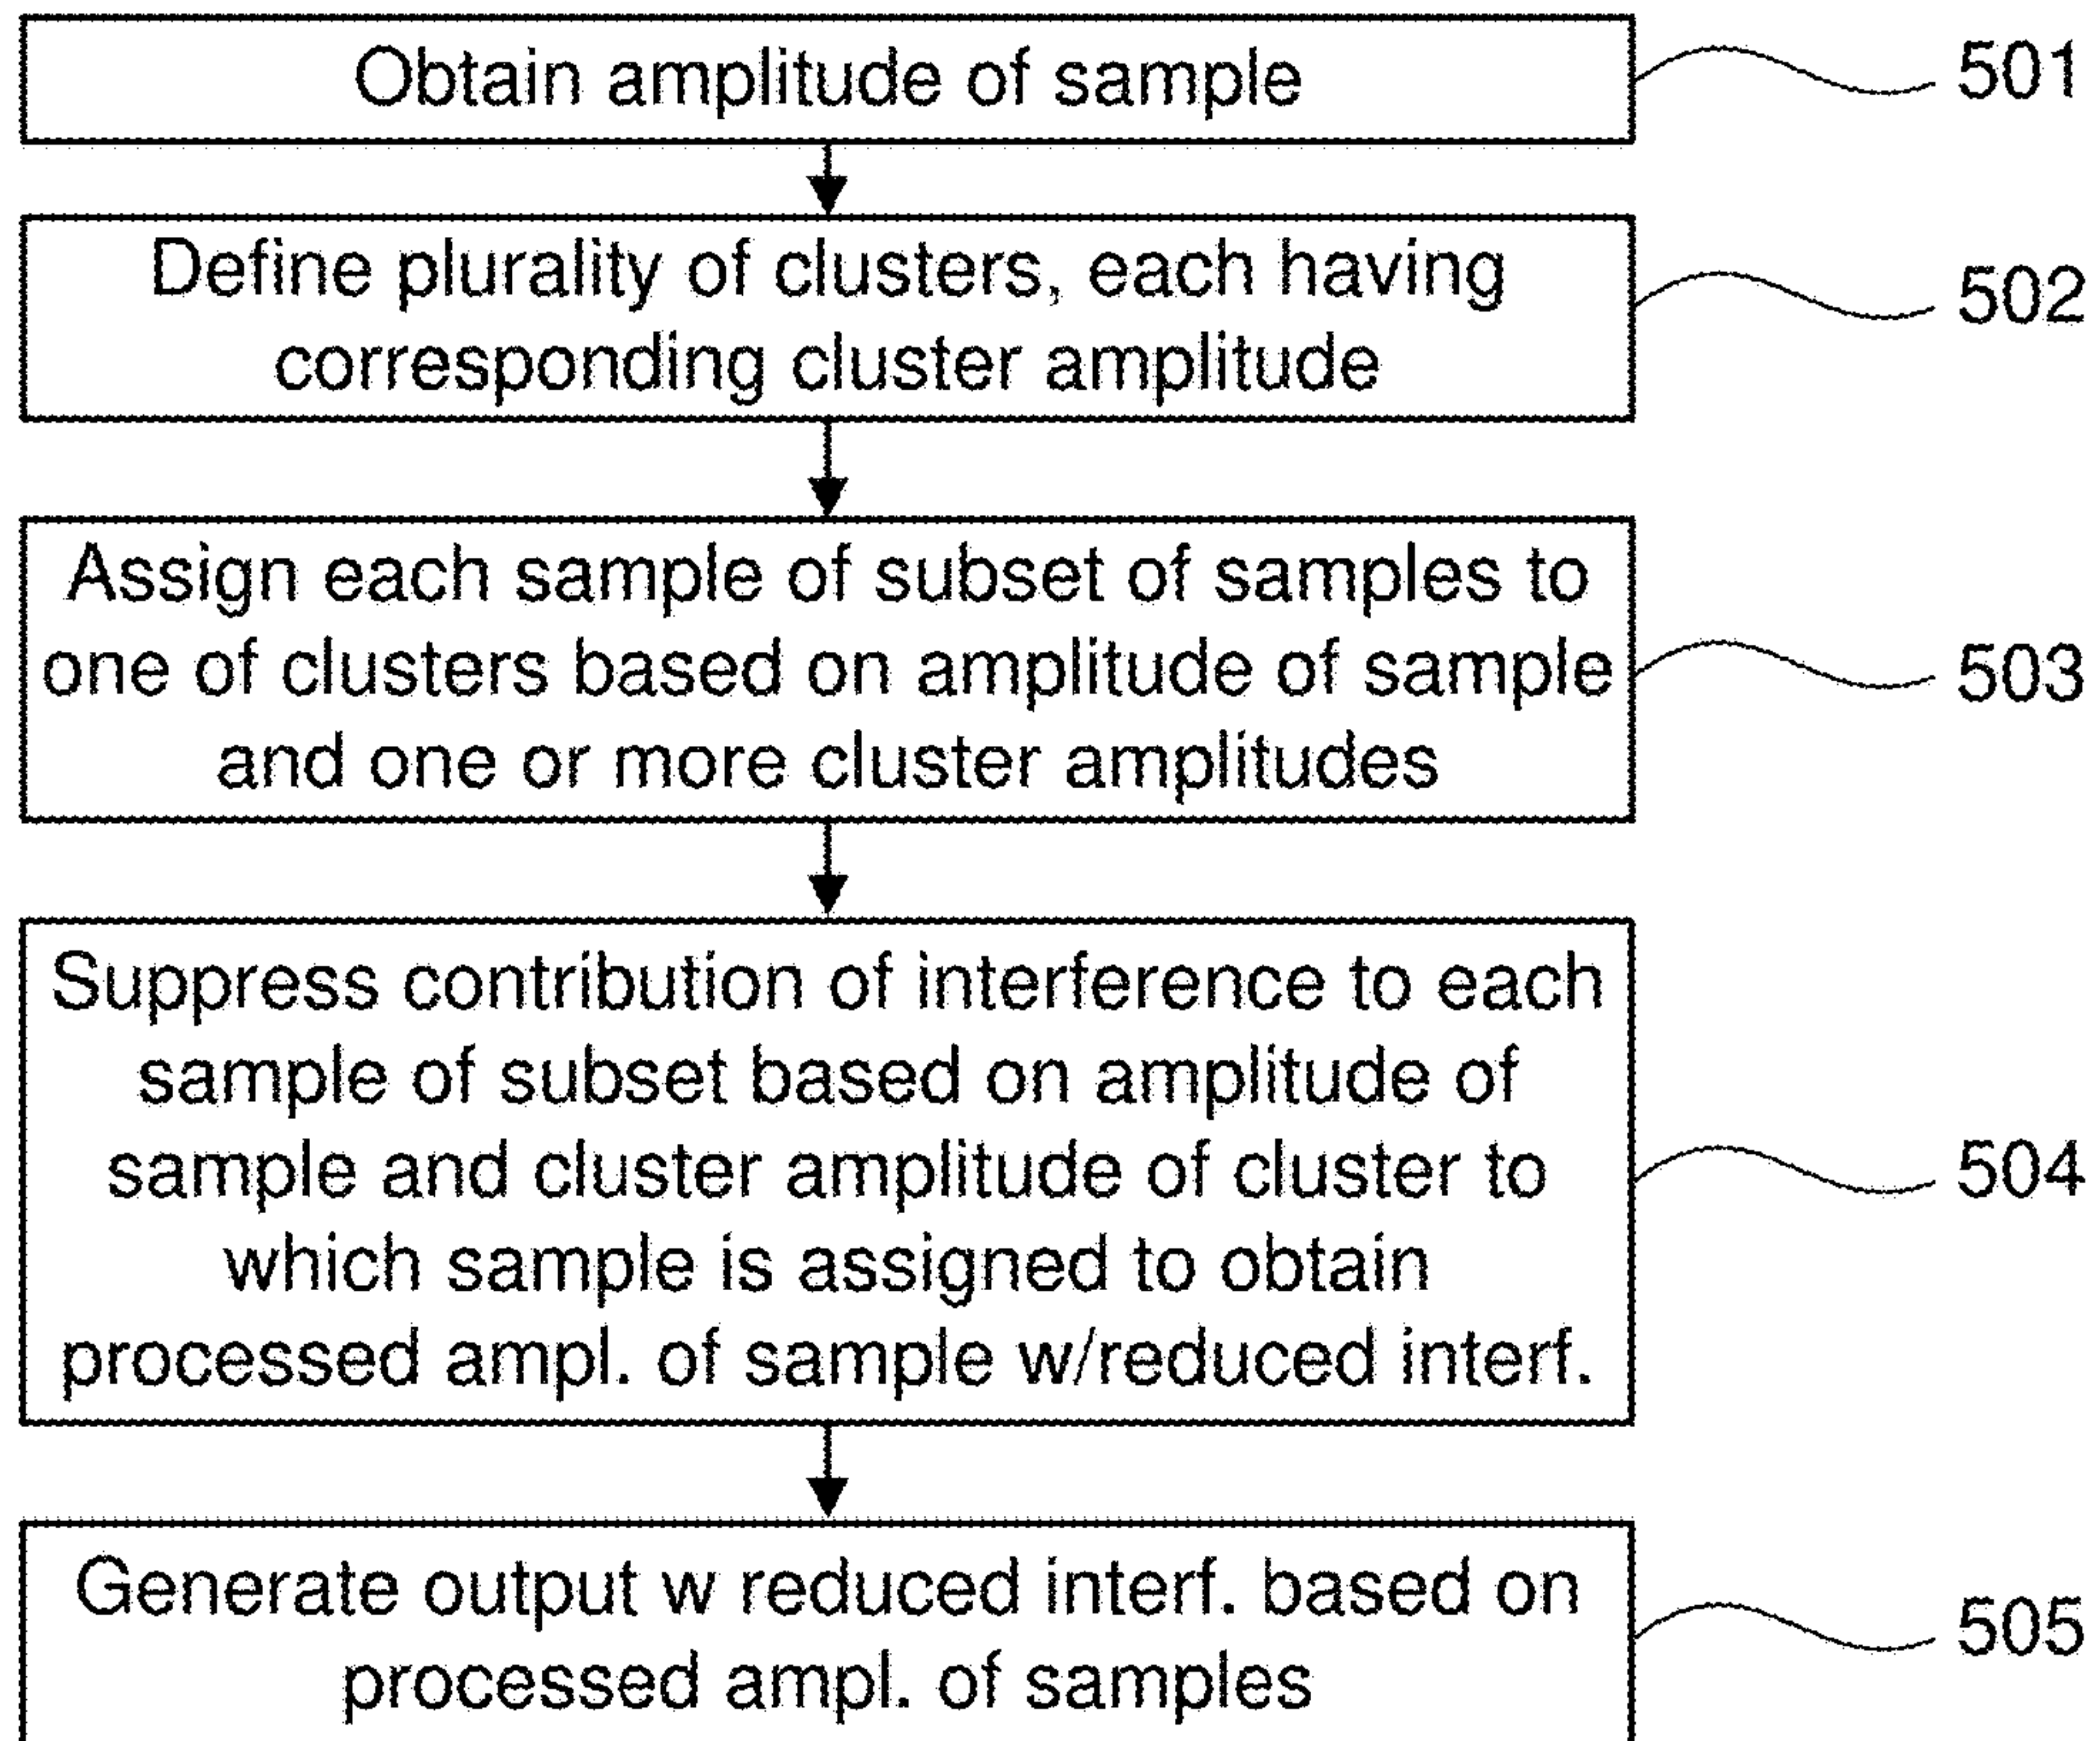 Obtain amplitude of sample
501
Define plurality of clusters, each having
corresponding cluster amplitude
502
Assign each sample of subset of samples to
one of clusters based on amplitude of sample
and one or more cluster amplitudes
503
Suppress contribution of interference to each
sample of subset based on amplitude of
sample and cluster amplitude of cluster to
which sample is assigned to obtain
processed ampl. of sample w/reduced interf.
504
Generate output w reduced interf. based on
processed ampl. of samples
505